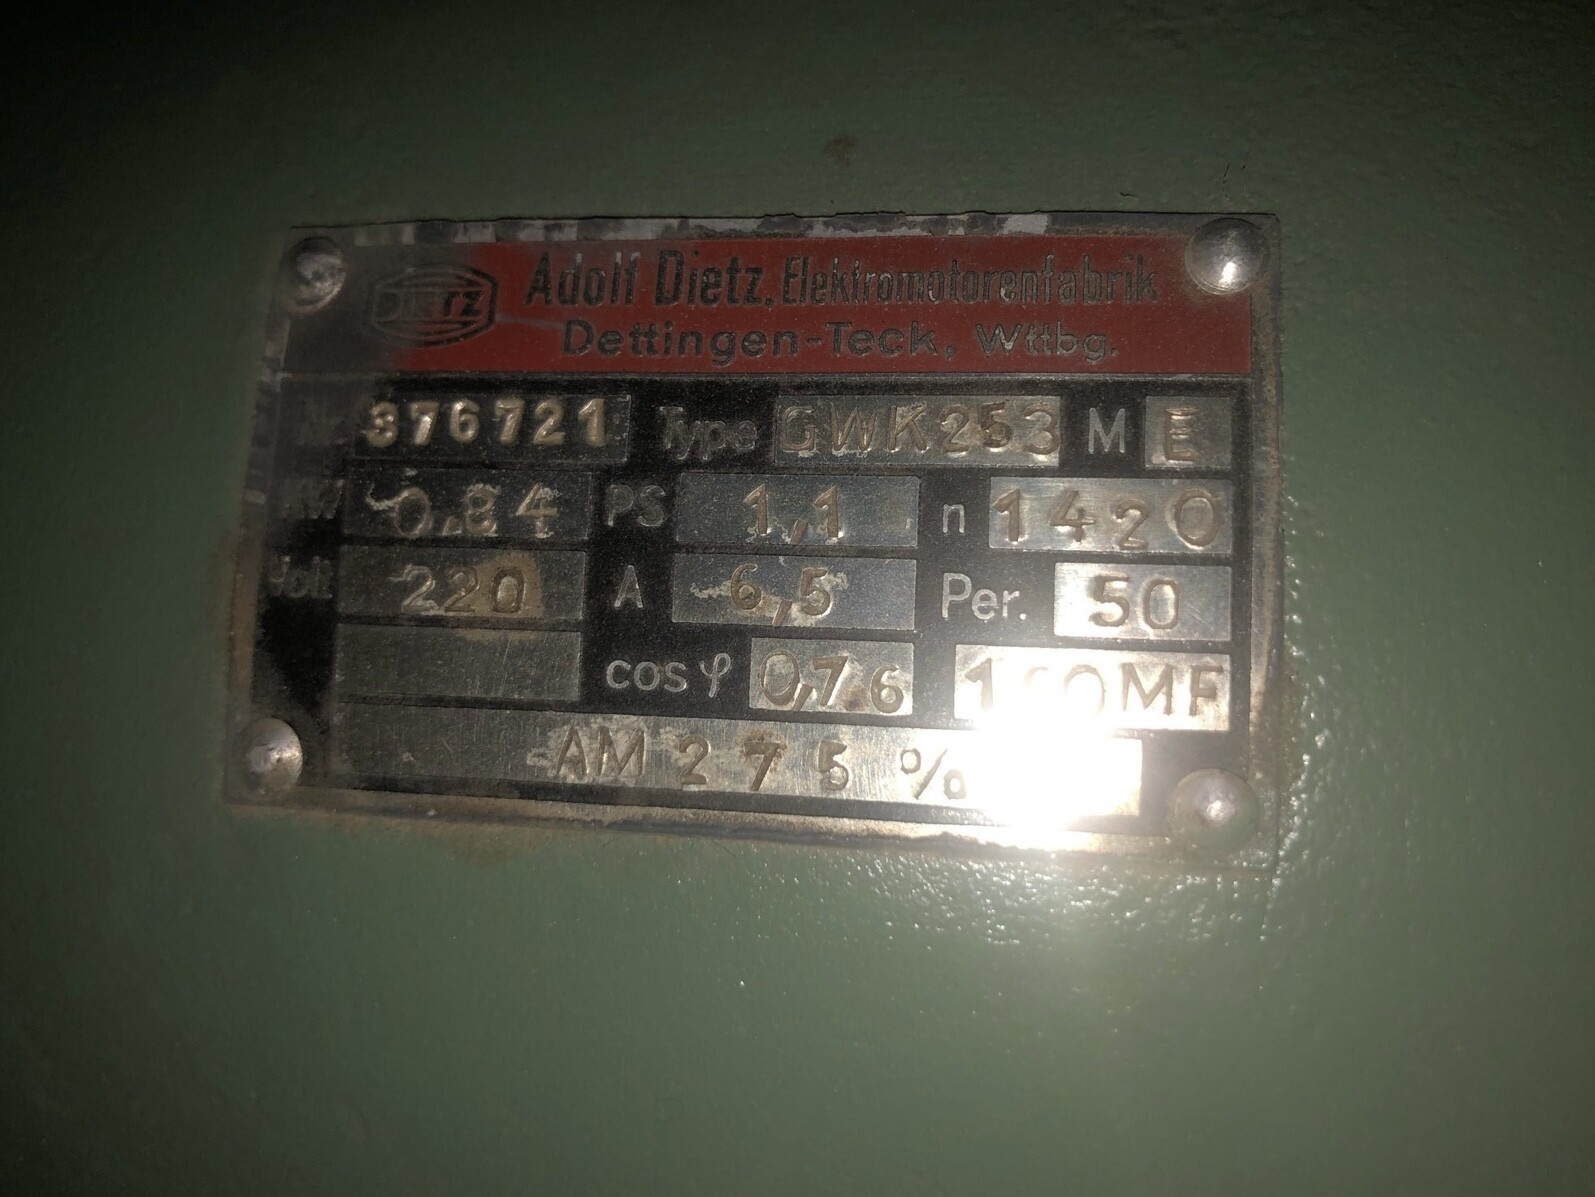 DIETZ
Adolf Dietz, Elektromotorenfabrik
Dettingen-Teck, Wttbg.
Nr. 376721 Type GWK253 M E
KW 0,84 PS 1,1 n 1420
Volt 220 A 6,5 Per. 50
cos φ 0,76
AM 275 %